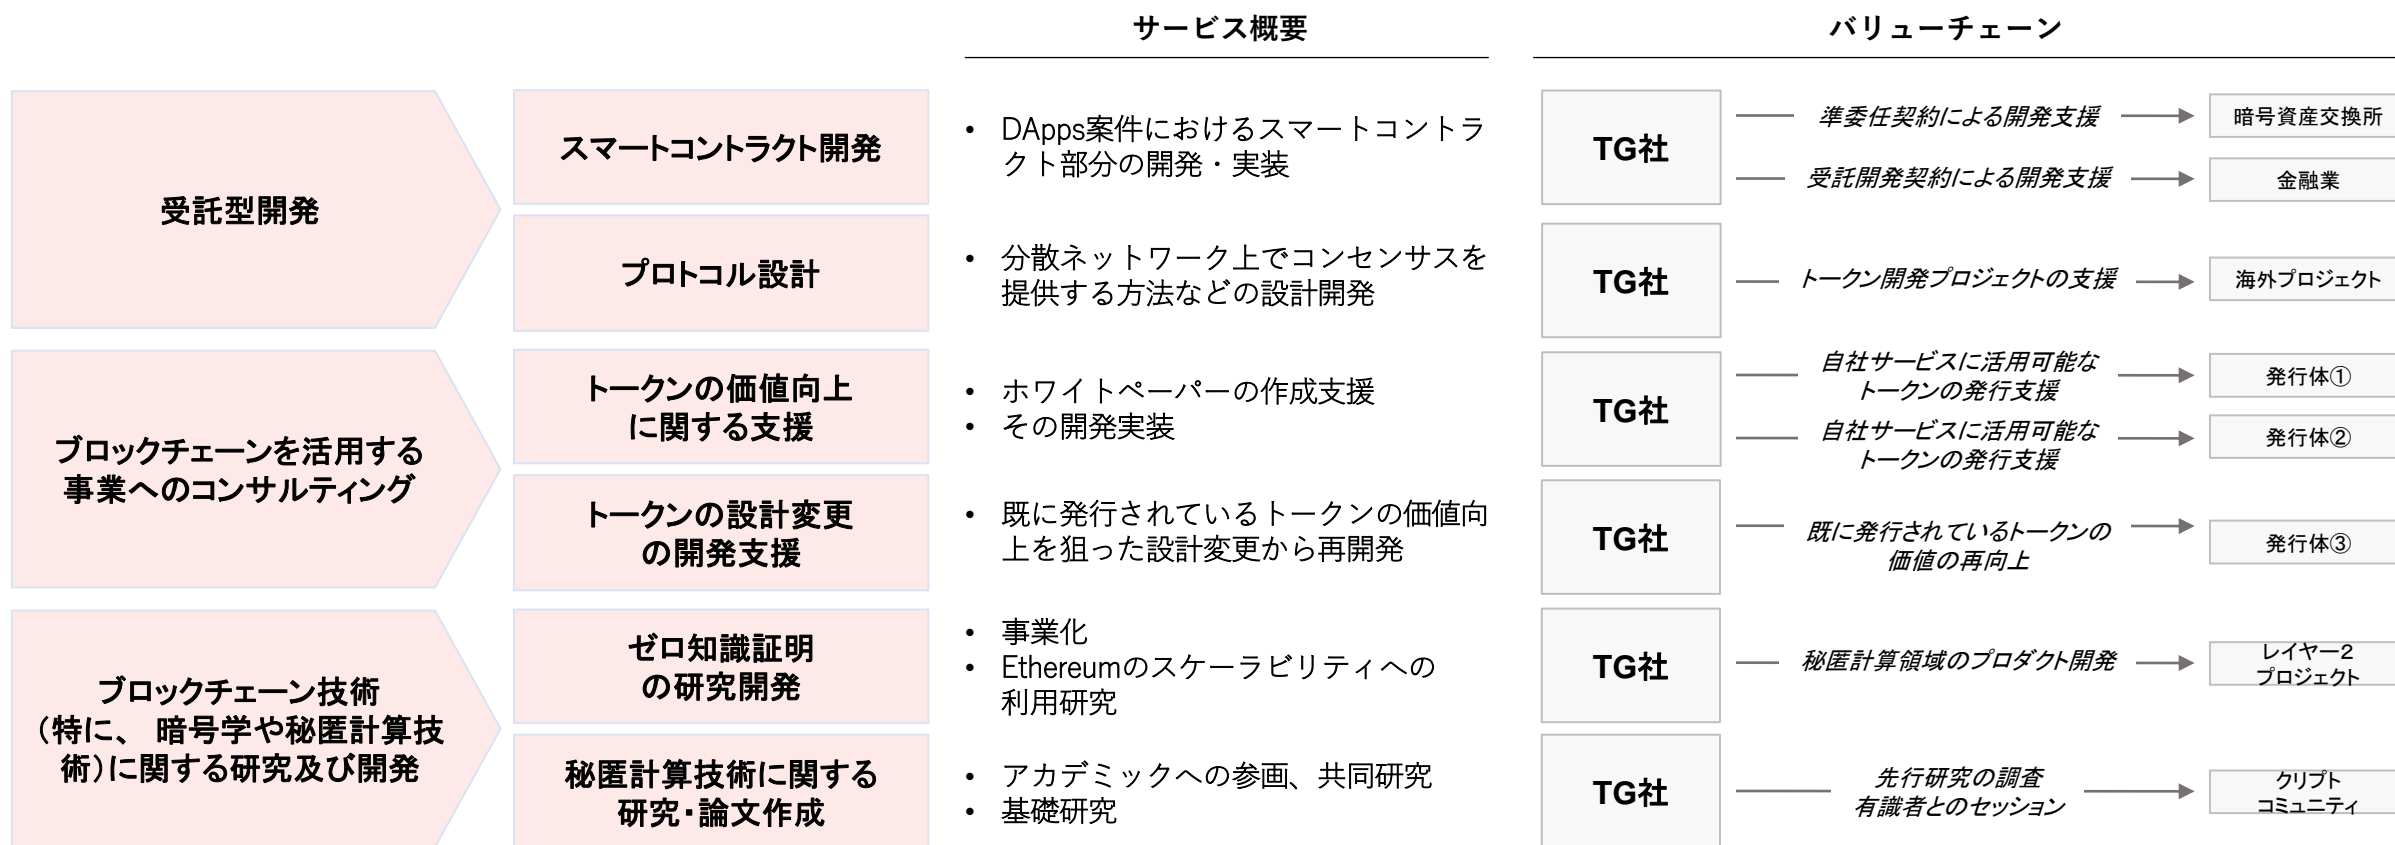 サービス概要
バリューチェーン
受託型開発
スマートコントラクト開発
• DApps案件におけるスマートコントラ
クト部分の開発・実装
TG社
準委任契約による開発支援
暗号資産交換所
受託開発契約による開発支援
金融業
プロトコル設計
• 分散ネットワーク上でコンセンサスを
提供する方法などの設計開発
TG社
トークン開発プロジェクトの支援
海外プロジェクト
ブロックチェーンを活用する
事業へのコンサルティング
トークンの価値向上
に関する支援
• ホワイトペーパーの作成支援
• その開発実装
TG社
自社サービスに活用可能な
トークンの発行支援
発行体①
自社サービスに活用可能な
トークンの発行支援
発行体②
トークンの設計変更
の開発支援
• 既に発行されているトークンの価値向
上を狙った設計変更から再開発
TG社
既に発行されているトークンの
価値の再向上
発行体③
ブロックチェーン技術
（特に、 暗号学や秘匿計算技
術）に関する研究及び開発
ゼロ知識証明
の研究開発
• 事業化
• Ethereumのスケーラビリティへの
利用研究
TG社
秘匿計算領域のプロダクト開発
レイヤー2
プロジェクト
秘匿計算技術に関する
研究・論文作成
• アカデミックへの参画、共同研究
• 基礎研究
TG社
先行研究の調査
有識者とのセッション
クリプト
コミュニティ